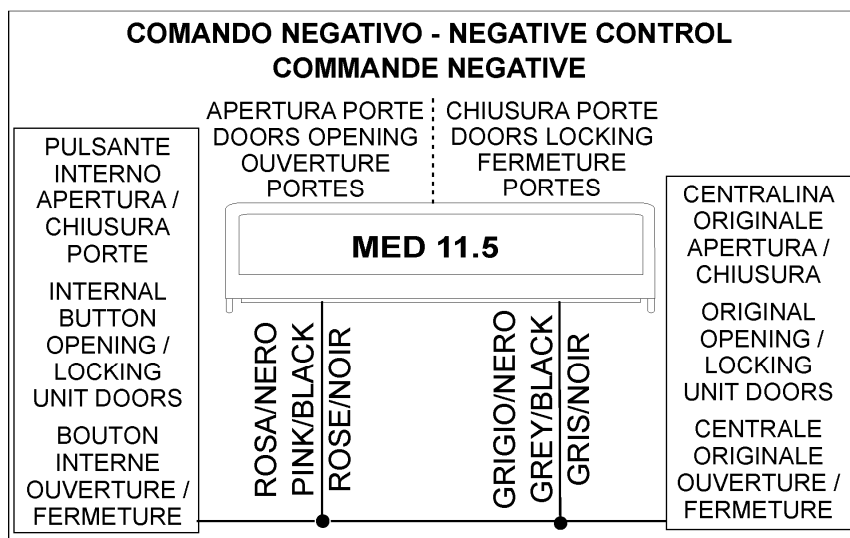 COMANDO NEGATIVO - NEGATIVE CONTROL
COMMANDE NEGATIVE
APERTURA PORTE
DOORS OPENING
OUVERTURE
PORTES
CHIUSURA PORTE
DOORS LOCKING
FERMETURE
PORTES
PULSANTE
INTERNO
APERTURA /
CHIUSURA
PORTE
INTERNAL
BUTTON
OPENING /
LOCKING
UNIT DOORS
BOUTON
INTERNE
OUVERTURE /
FERMETURE
MED 11.5
ROSA/NERO
PINK/BLACK
ROSE/NOIR
GRIGIO/NERO
GREY/BLACK
GRIS/NOIR
CENTRALINA
ORIGINALE
APERTURA /
CHIUSURA
ORIGINAL
OPENING /
LOCKING
UNIT DOORS
CENTRALE
ORIGINALE
OUVERTURE /
FERMETURE